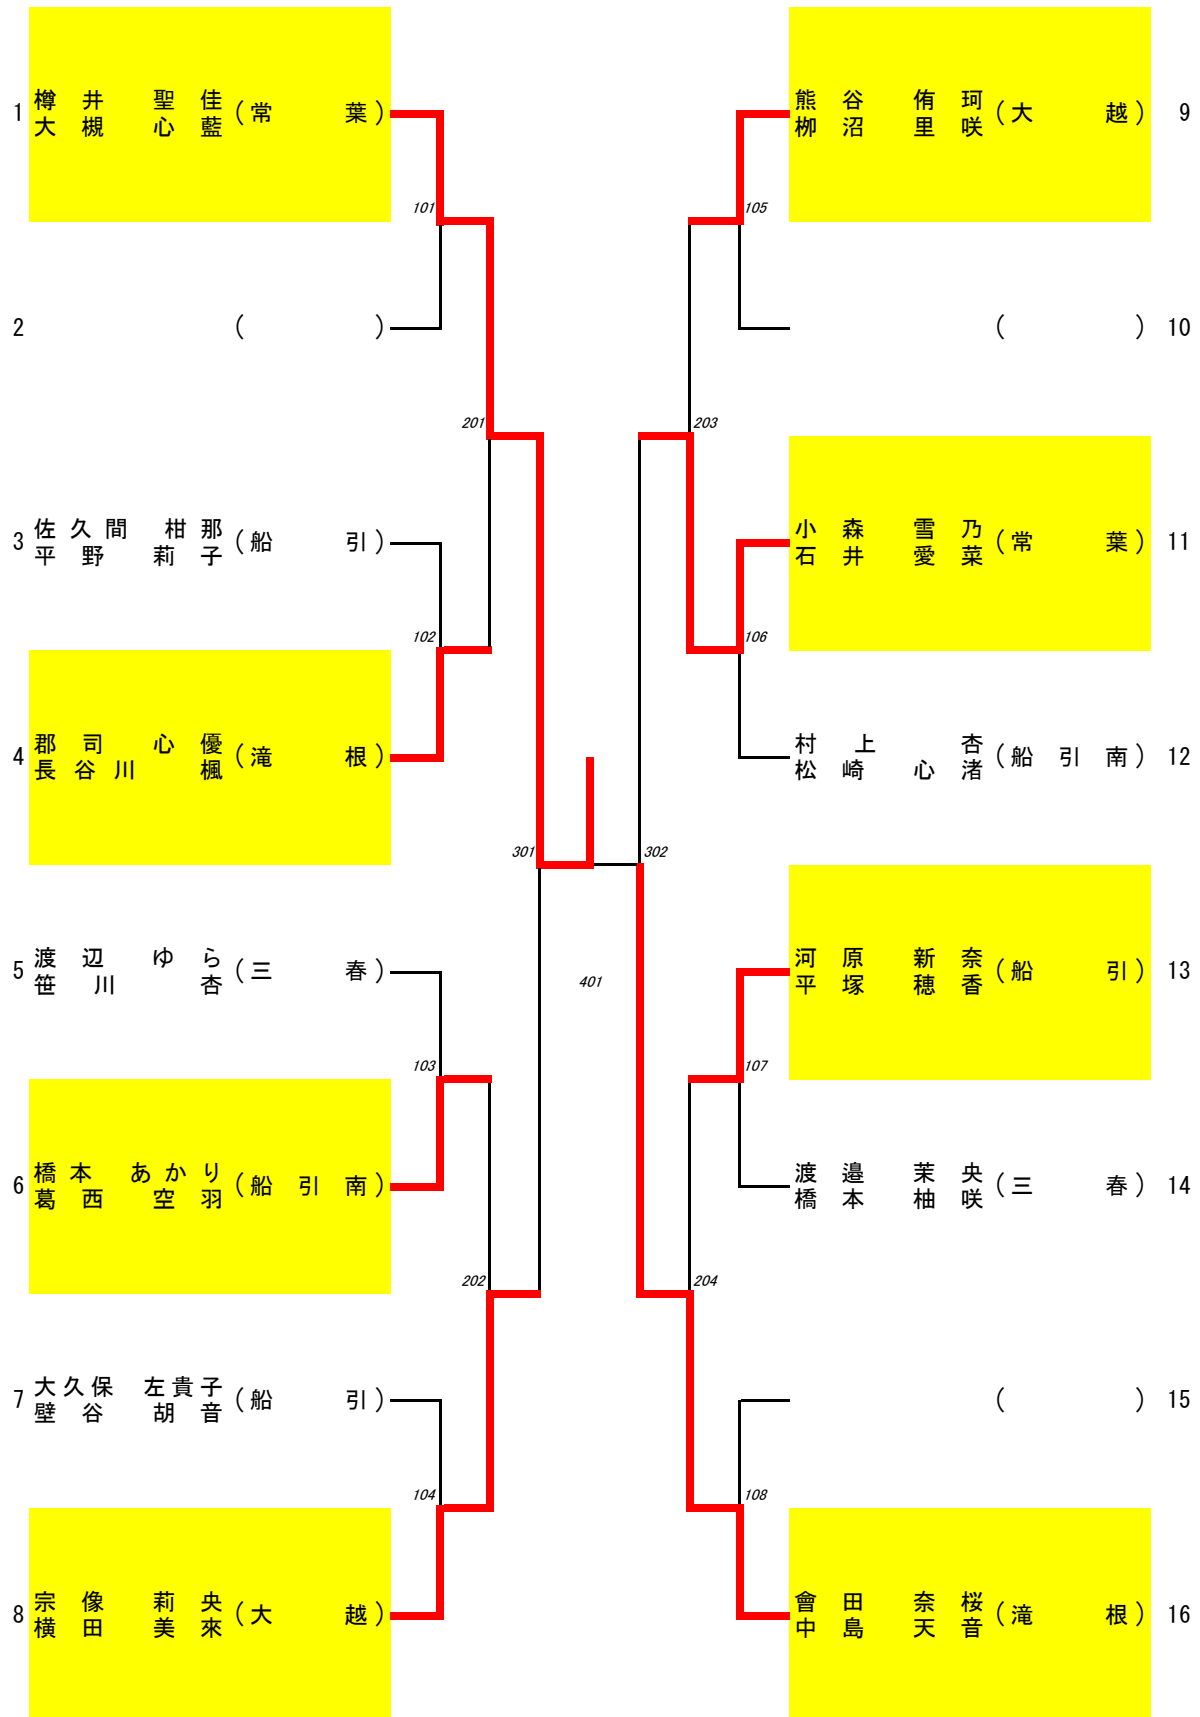 1 樽井 聖佳 (常 葉)
大槻 心藍
2 ( )
3 佐久間 柑那 (船 引)
平野 莉子
4 郡司 心優 (滝 根)
長谷川 楓
5 渡辺 ゆら (三 春)
笹川 杏
6 橋本 あかり (船 引 南)
葛西 空羽
7 大久保 左貴子 (船 引)
壁谷 胡音
8 宗像 莉央 (大 越)
横田 美來
101
102
103
104
201
202
301
401
302
203
204
105
106
107
108
熊谷 侑珂 (大 越) 9
栁沼 里咲
( ) 10
小森 雪乃 (常 葉) 11
石井 愛菜
村上 杏 (船 引 南) 12
松崎 心渚
河原 新奈 (船 引) 13
平塚 穂香
渡邉 茉央 (三 春) 14
橋本 柚咲
( ) 15
會田 奈桜 (滝 根) 16
中島 天音